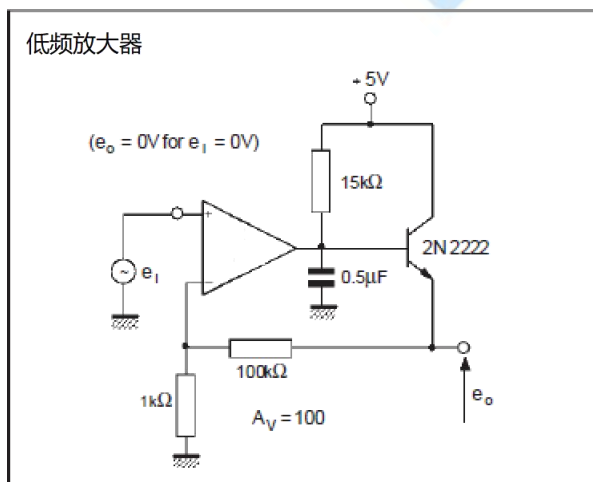 低频放大器
+5V
(eo = 0V for eI = 0V)
15kΩ
+
2N2222
~
eI
0.5μF
−
100kΩ
1kΩ
AV = 100
eo